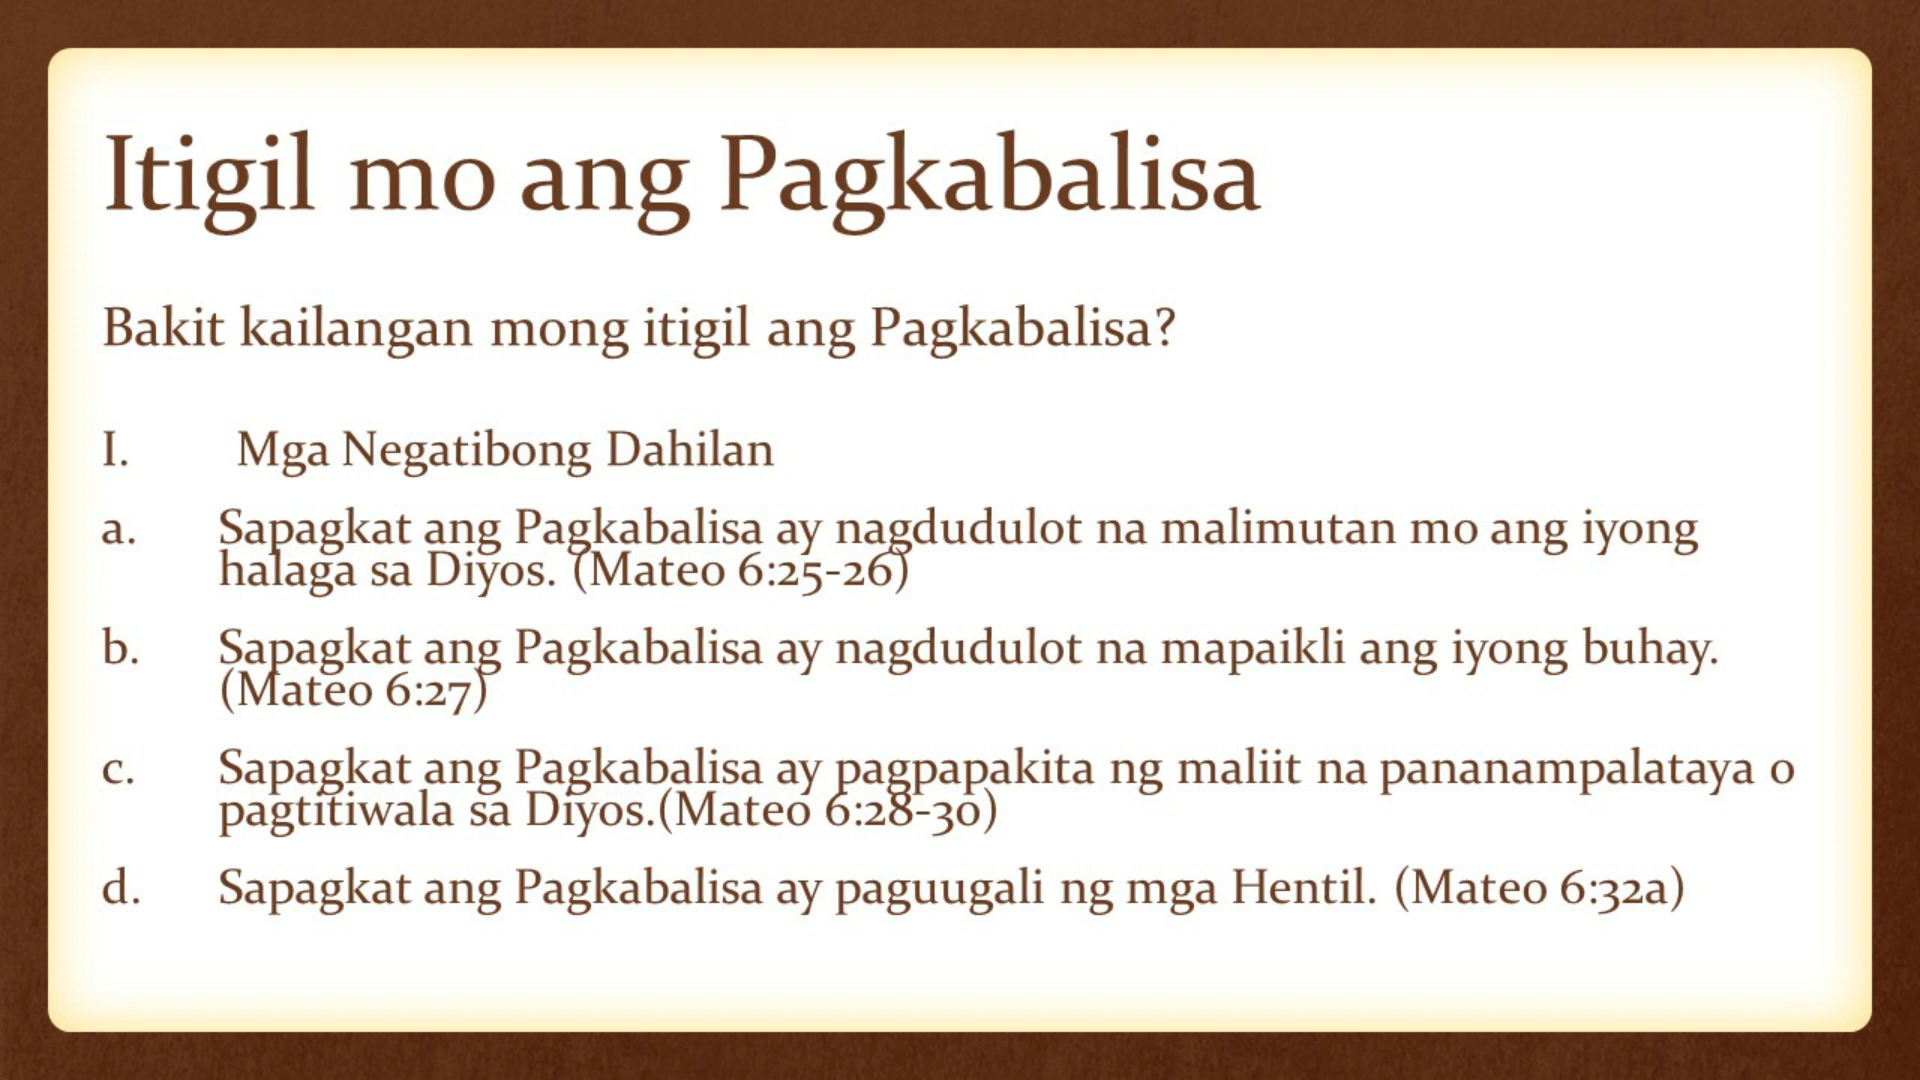 Itigil mo ang Pagkabalisa
Bakit kailangan mong itigil ang Pagkabalisa?
I. Mga Negatibong Dahilan
a. Sapagkat ang Pagkabalisa ay nagdudulot na malimutan mo ang iyong
halaga sa Diyos. (Mateo 6:25-26)
b. Sapagkat ang Pagkabalisa ay nagdudulot na mapaikli ang iyong buhay.
(Mateo 6:27)
c. Sapagkat ang Pagkabalisa ay pagpapakita ng maliit na pananampalataya o
pagtitiwala sa Diyos.(Mateo 6:28-30)
d. Sapagkat ang Pagkabalisa ay paguugali ng mga Hentil. (Mateo 6:32a)